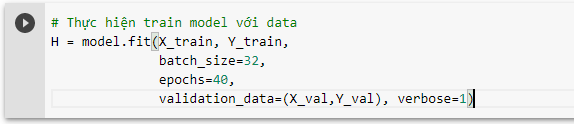 # Thực hiện train model với data
H = model.fit(X_train, Y_train,
batch_size=32,
epochs=40,
validation_data=(X_val,Y_val), verbose=1)